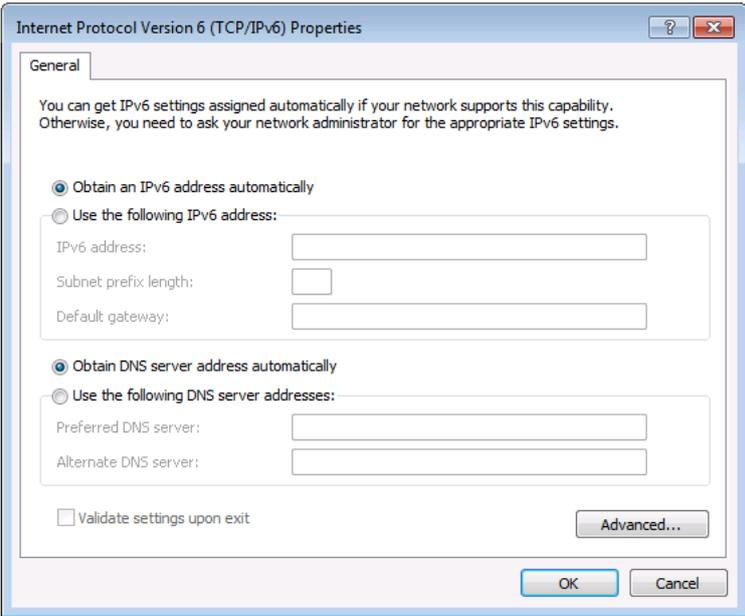 Internet Protocol Version 6 (TCP/IPv6) Properties
General
You can get IPv6 settings assigned automatically if your network supports this capability.
Otherwise, you need to ask your network administrator for the appropriate IPv6 settings.
Obtain an IPv6 address automatically
Use the following IPv6 address:
IPv6 address:
Subnet prefix length:
Default gateway:
Obtain DNS server address automatically
Use the following DNS server addresses:
Preferred DNS server:
Alternate DNS server:
Validate settings upon exit
Advanced...
OK
Cancel